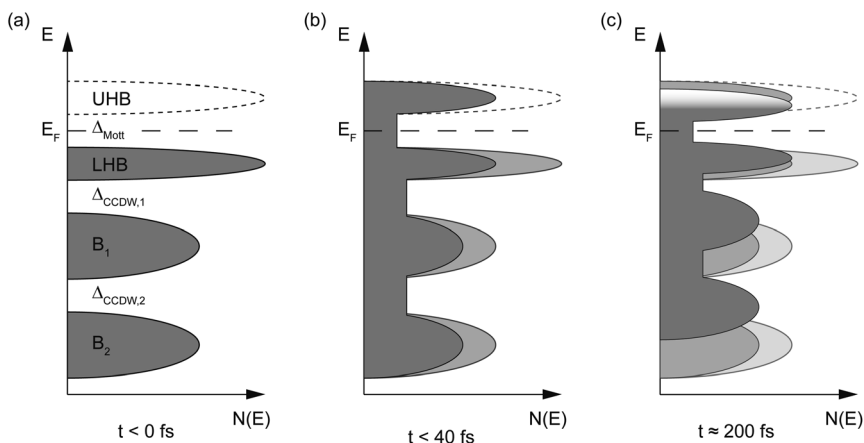 (a)
E
UHB
E_F
Δ_Mott
LHB
Δ_CCDW,1
B_1
Δ_CCDW,2
B_2
N(E)
t < 0 fs
(b)
E
E_F
N(E)
t < 40 fs
(c)
E
E_F
N(E)
t ≈ 200 fs